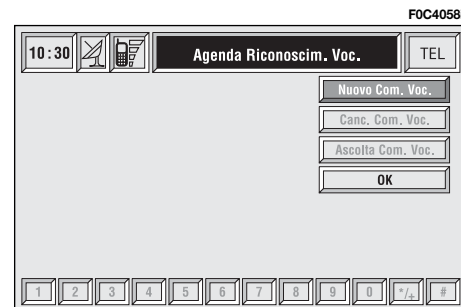 F0C4058
10:30 Agenda Riconoscim. Voc. TEL
Nuovo Com. Voc.
Canc. Com. Voc.
Ascolta Com. Voc.
OK
1 2 3 4 5 6 7 8 9 0 */+ #